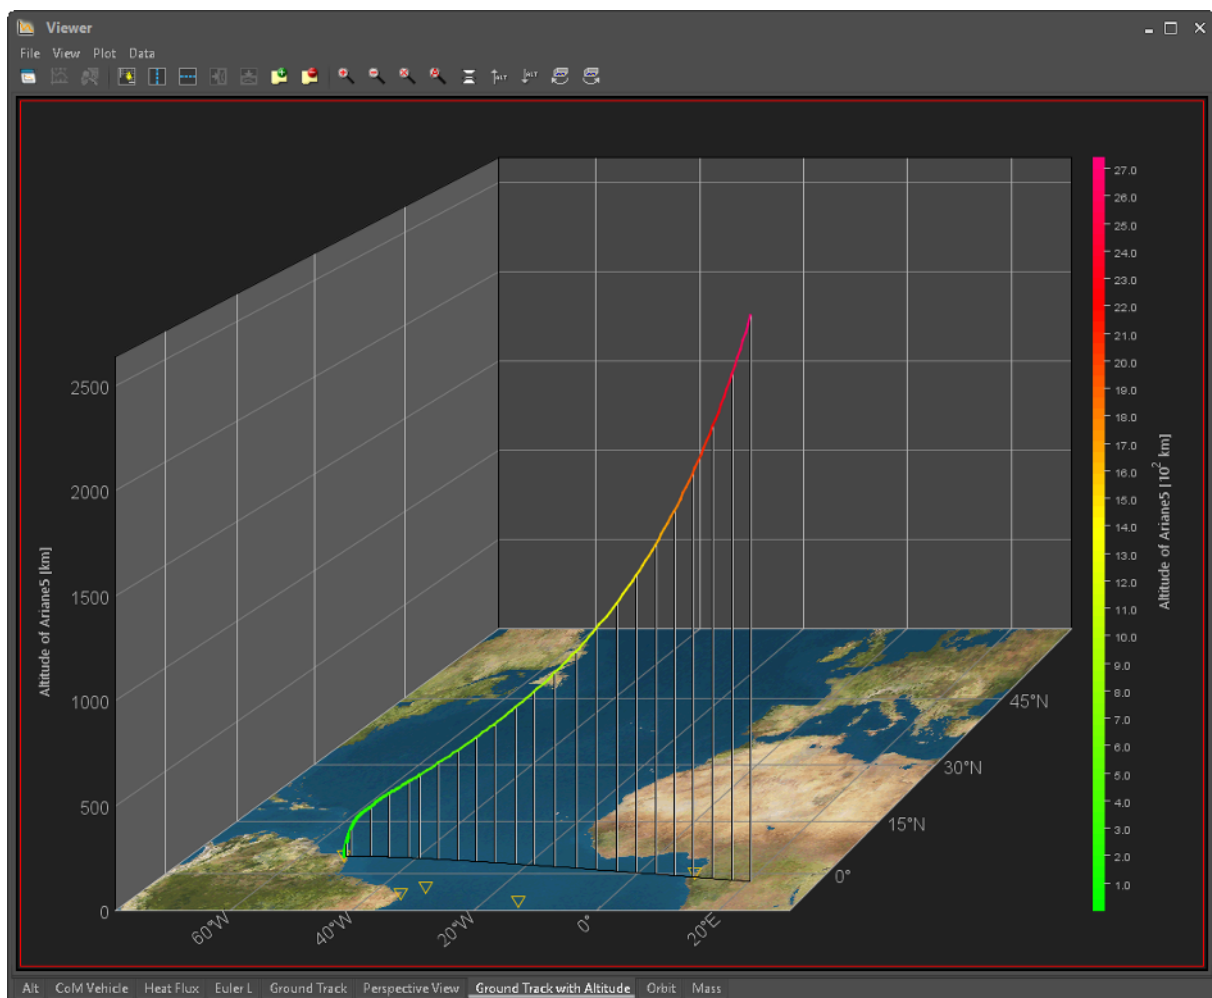 Viewer
File View Plot Data
ALT ALT
2500
2000
1500
1000
500
0
Altitude of Ariane5 [km]
60°W
40°W
20°W
0°
20°E
0°
15°N
30°N
45°N
27.0
26.0
25.0
24.0
23.0
22.0
21.0
20.0
19.0
18.0
17.0
16.0
15.0
14.0
13.0
12.0
11.0
10.0
9.0
8.0
7.0
6.0
5.0
4.0
3.0
2.0
1.0
Altitude of Ariane5 [10² km]
Alt CoM Vehicle Heat Flux Euler L Ground Track Perspective View Ground Track with Altitude Orbit Mass